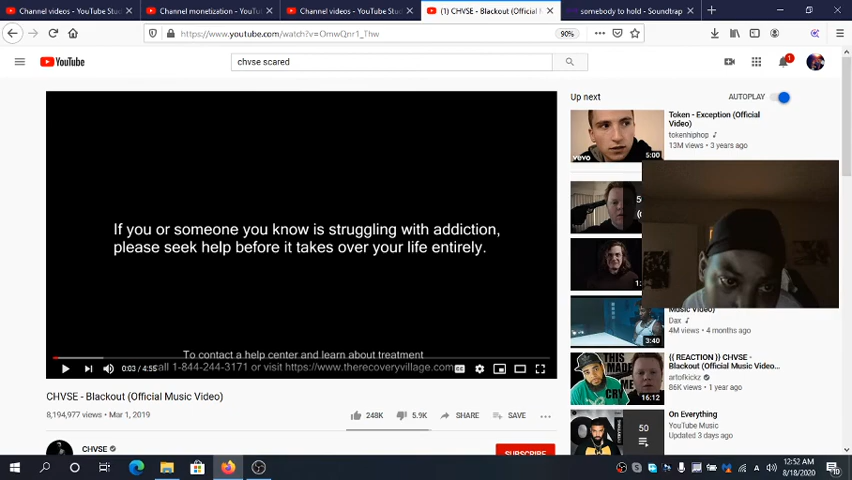 Channel videos - YouTube Stud
Channel monetization - YouTu
Channel videos - YouTube Stud
(1) CHVSE - Blackout (Official
somebody to hold - Soundtrap
https://www.youtube.com/watch?v=OmwQnr1_Thw
90%
YouTube
chvse scared
1
Up next
AUTOPLAY
Token - Exception (Official
Video)
tokenhiphop
13M views • 3 years ago
vevo
5:00
If you or someone you know is struggling with addiction,
please seek help before it takes over your life entirely.
To contact a help center and learn about treatment
call 1-844-244-3171 or visit https://www.therecoveryvillage.com
0:03 / 4:55
Music Video)
Dax
4M views • 4 months ago
3:40
THIS
MADE
ME
CRY
16:12
(( REACTION )) CHVSE -
Blackout (Official Music Video...
artofkickz
86K views • 1 year ago
On Everything
YouTube Music
Updated 3 days ago
50
CHVSE - Blackout (Official Music Video)
8,194,977 views • Mar 1, 2019
248K
5.9K
SHARE
SAVE
CHVSE
SUBSCRIBE
12:52 AM
8/18/2020